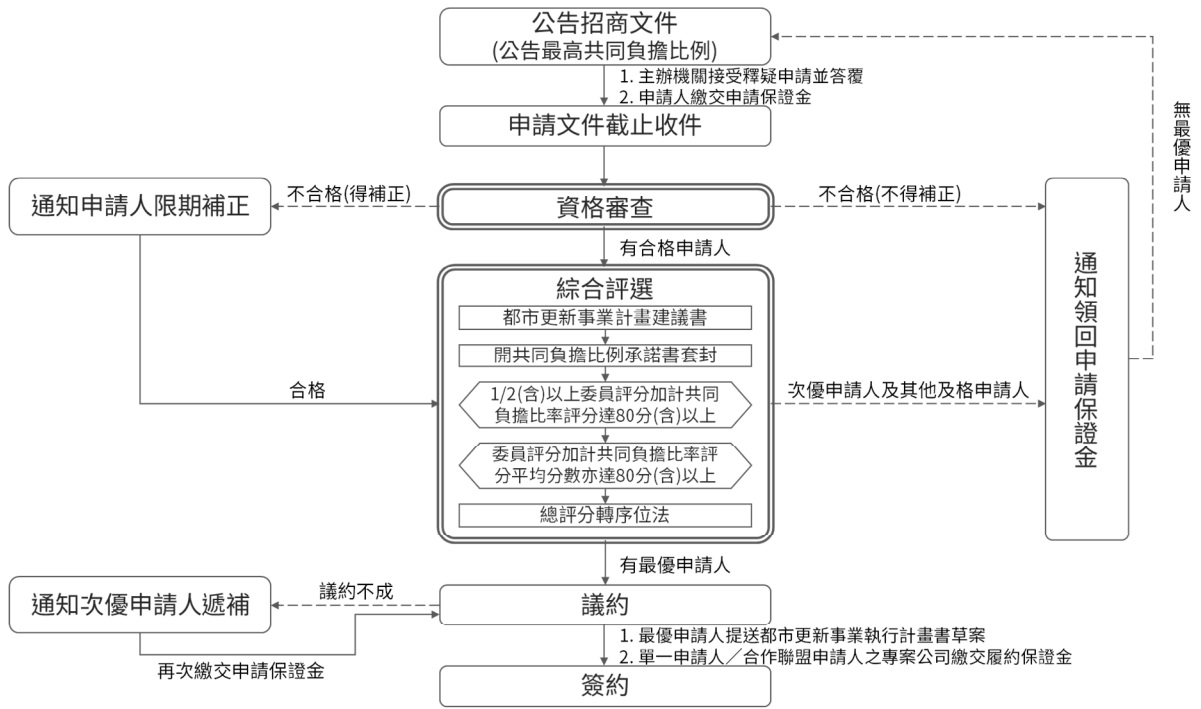 公告招商文件
(公告最高共同負擔比例)
1. 主辦機關接受釋疑申請並答覆
2. 申請人繳交申請保證金
申請文件截止收件
無最優申請人
通知申請人限期補正
不合格(得補正)
資格審查
不合格(不得補正)
有合格申請人
通知領回申請保證金
綜合評選
都市更新事業計畫建議書
開共同負擔比例承諾書套封
合格
1/2(含)以上委員評分加計共同
負擔比率評分達80分(含)以上
次優申請人及其他及格申請人
委員評分加計共同負擔比率評
分平均分數亦達80分(含)以上
總評分轉序位法
有最優申請人
通知次優申請人遞補
議約不成
議約
再次繳交申請保證金
1. 最優申請人提送都市更新事業執行計畫書草案
2. 單一申請人／合作聯盟申請人之專案公司繳交履約保證金
簽約